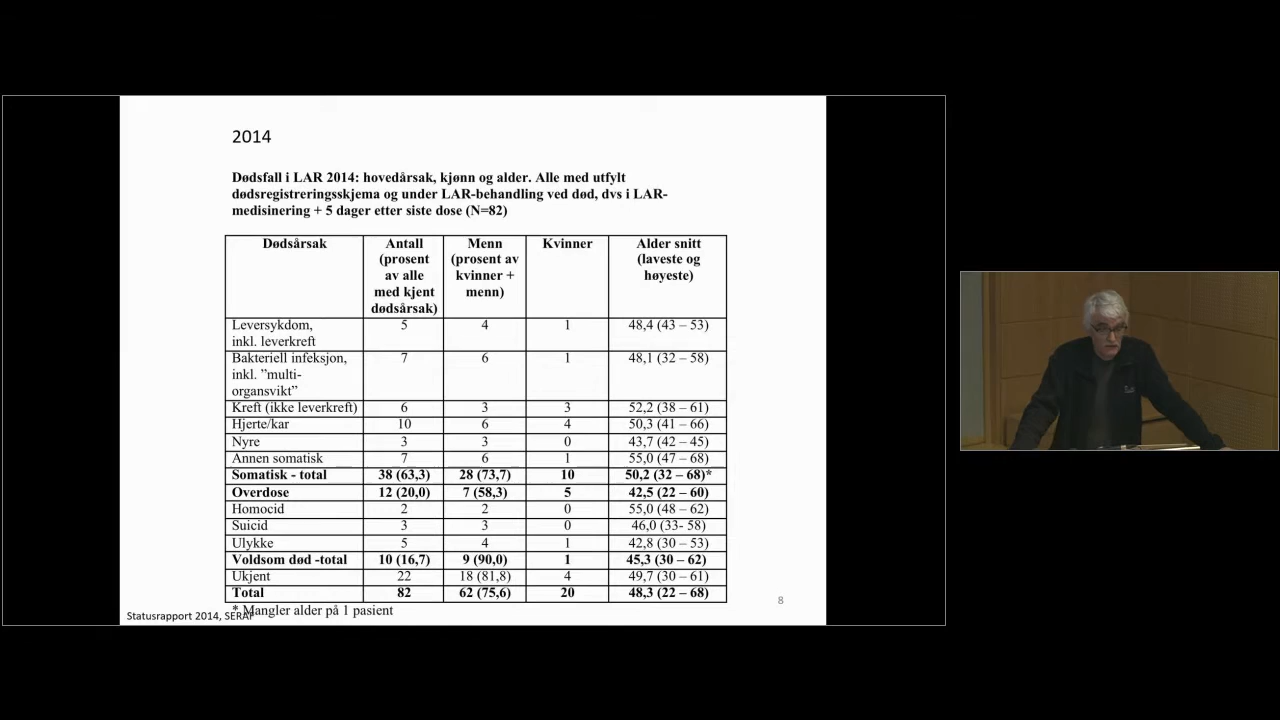 2014
Dødsfall i LAR 2014: hovedårsak, kjønn og alder. Alle med utfylt
dødsregistreringsskjema og under LAR-behandling ved død, dvs i LAR-
medisinering + 5 dager etter siste dose (N=82)
Dødsårsak Antall (prosent av alle med kjent dødsårsak) Menn (prosent av kvinner + menn) Kvinner Alder snitt (laveste og høyeste)
Leversykdom, inkl. leverkreft 5 4 1 48,4 (43 – 53)
Bakteriell infeksjon, inkl. ”multi-organsvikt” 7 6 1 48,1 (32 – 58)
Kreft (ikke leverkreft) 6 3 3 52,2 (38 – 61)
Hjerte/kar 10 6 4 50,3 (41 – 66)
Nyre 3 3 0 43,7 (42 – 45)
Annen somatisk 7 6 1 55,0 (47 – 68)
Somatisk - total 38 (63,3) 28 (73,7) 10 50,2 (32 – 68)*
Overdose 12 (20,0) 7 (58,3) 5 42,5 (22 – 60)
Homocid 2 2 0 55,0 (48 – 62)
Suicid 3 3 0 46,0 (33- 58)
Ulykke 5 4 1 42,8 (30 – 53)
Voldsom død -total 10 (16,7) 9 (90,0) 1 45,3 (30 – 62)
Ukjent 22 18 (81,8) 4 49,7 (30 – 61)
Total 82 62 (75,6) 20 48,3 (22 – 68)
* Mangler alder på 1 pasient
Statusrapport 2014, SERAF
8